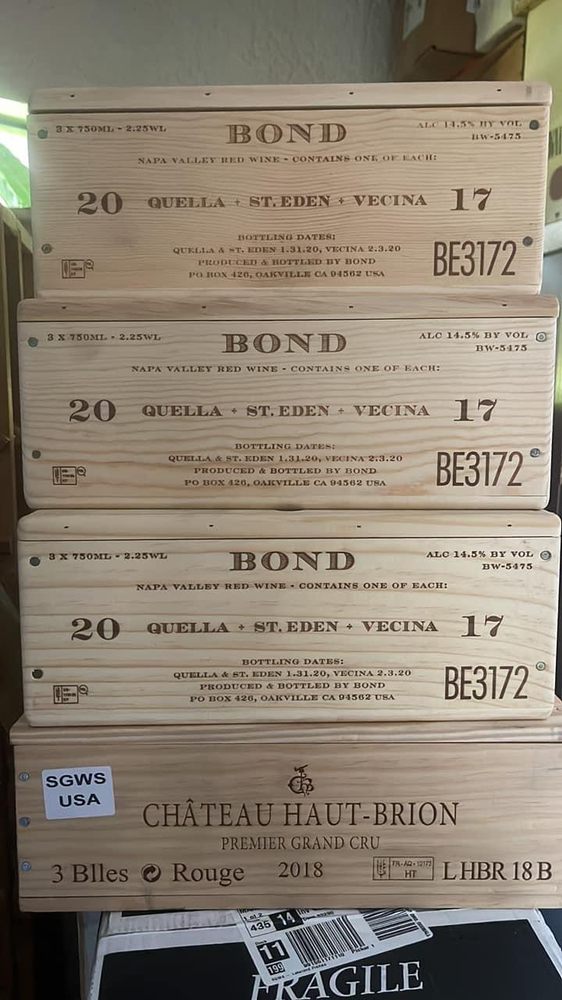 3 X 750ML - 2.25WL
BOND
ALC 14.5% BY VOL
BW-5475
NAPA VALLEY RED WINE - CONTAINS ONE OF EACH:
20 QUELLA + ST. EDEN + VECINA 17
BOTTLING DATES:
QUELLA & ST. EDEN 1.31.20, VECINA 2.3.20
PRODUCED & BOTTLED BY BOND
PO BOX 426, OAKVILLE CA 94562 USA
BE3172
3 X 750ML - 2.25WL
BOND
ALC 14.5% BY VOL
BW-5475
NAPA VALLEY RED WINE - CONTAINS ONE OF EACH:
20 QUELLA + ST. EDEN + VECINA 17
BOTTLING DATES:
QUELLA & ST. EDEN 1.31.20, VECINA 2.3.20
PRODUCED & BOTTLED BY BOND
PO BOX 426, OAKVILLE CA 94562 USA
BE3172
3 X 750ML - 2.25WL
BOND
ALC 14.5% BY VOL
BW-5475
NAPA VALLEY RED WINE - CONTAINS ONE OF EACH:
20 QUELLA + ST. EDEN + VECINA 17
BOTTLING DATES:
QUELLA & ST. EDEN 1.31.20, VECINA 2.3.20
PRODUCED & BOTTLED BY BOND
PO BOX 426, OAKVILLE CA 94562 USA
BE3172
SGWS
USA
CHÂTEAU HAUT-BRION
PREMIER GRAND CRU
3 Blles Rouge 2018
HT
L HBR 18 B
435 14
11
FRAGILE